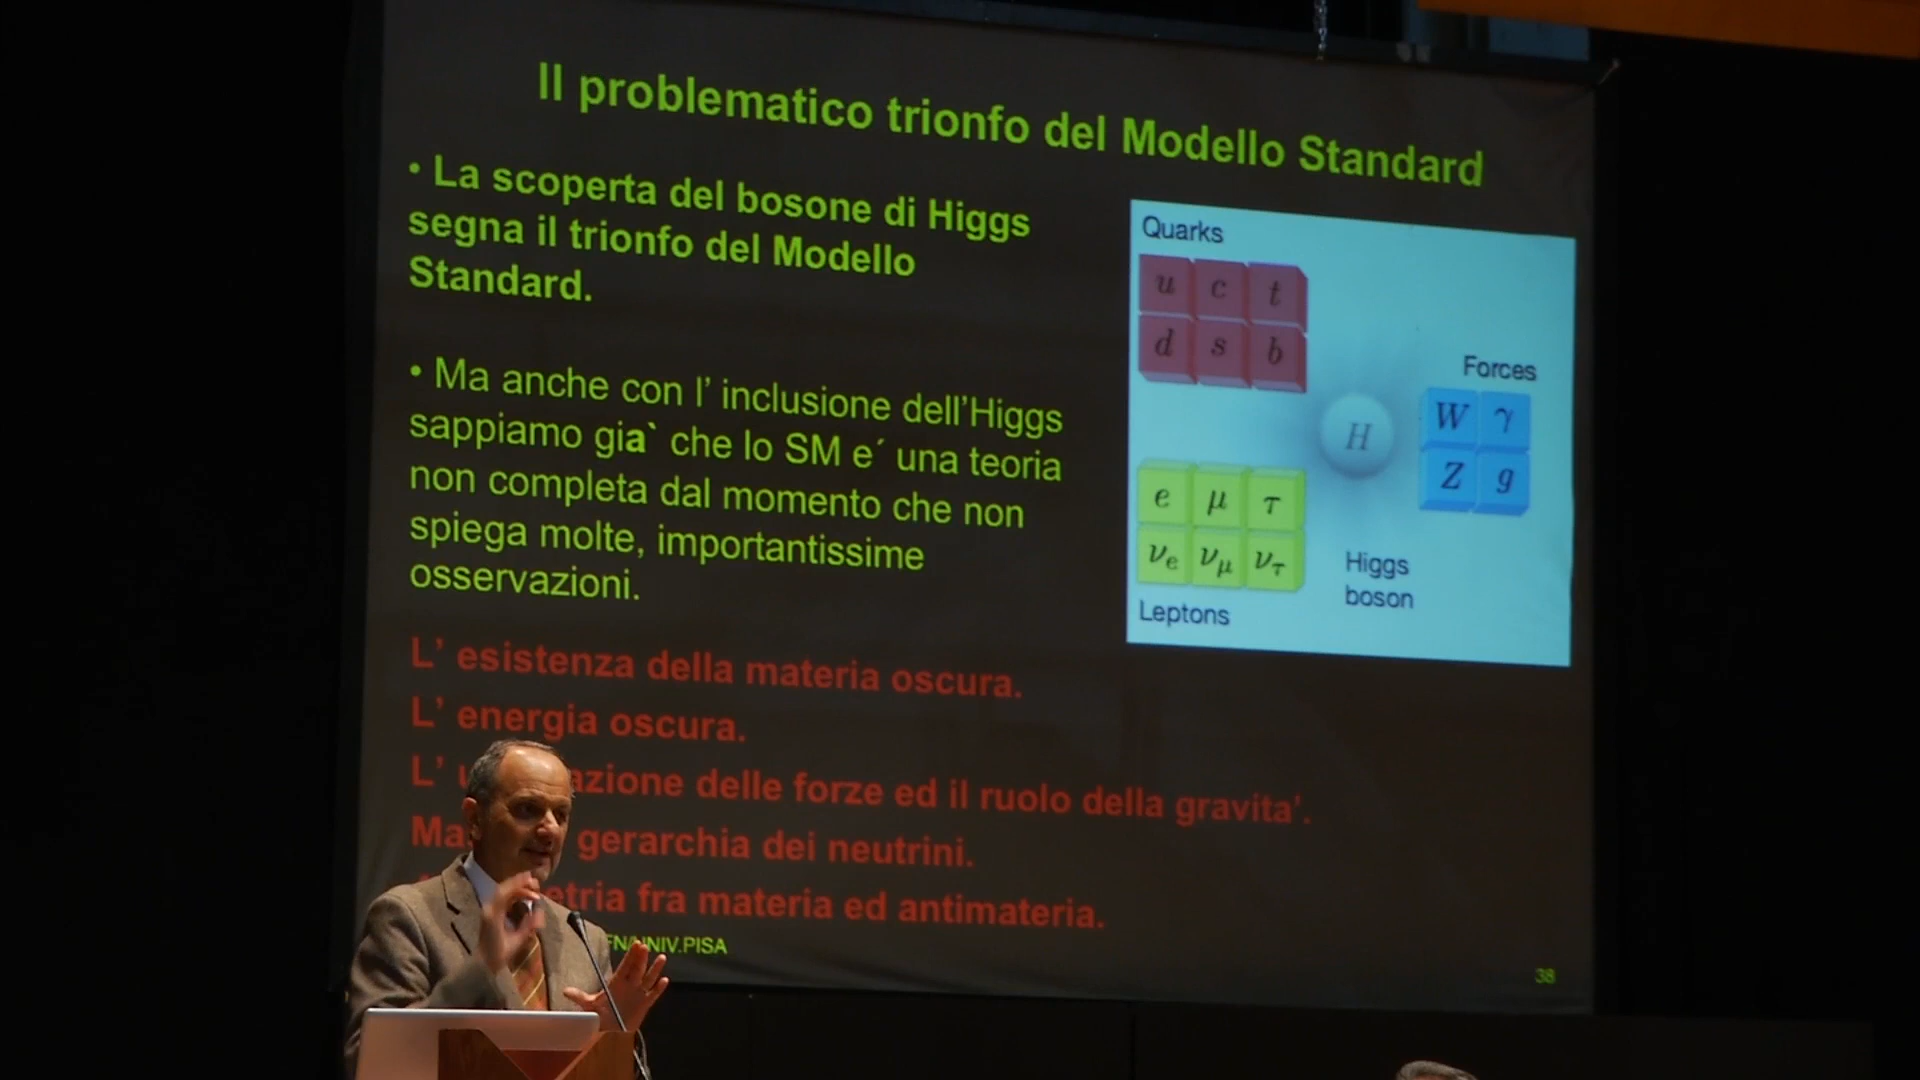 Il problematico trionfo del Modello Standard
• La scoperta del bosone di Higgs
segna il trionfo del Modello
Standard.
• Ma anche con l’ inclusione dell’Higgs
sappiamo gia` che lo SM e´ una teoria
non completa dal momento che non
spiega molte, importantissime
osservazioni.
L’ esistenza della materia oscura.
L’ energia oscura.
L’ delle forze ed il ruolo della gravita’.
gerarchia dei neutrini.
fra materia ed antimateria.
UNIV.PISA
38
Quarks
u c t
d s b
Forces
W γ
Z g
H
e μ τ
νe νμ ντ
Higgs
boson
Leptons